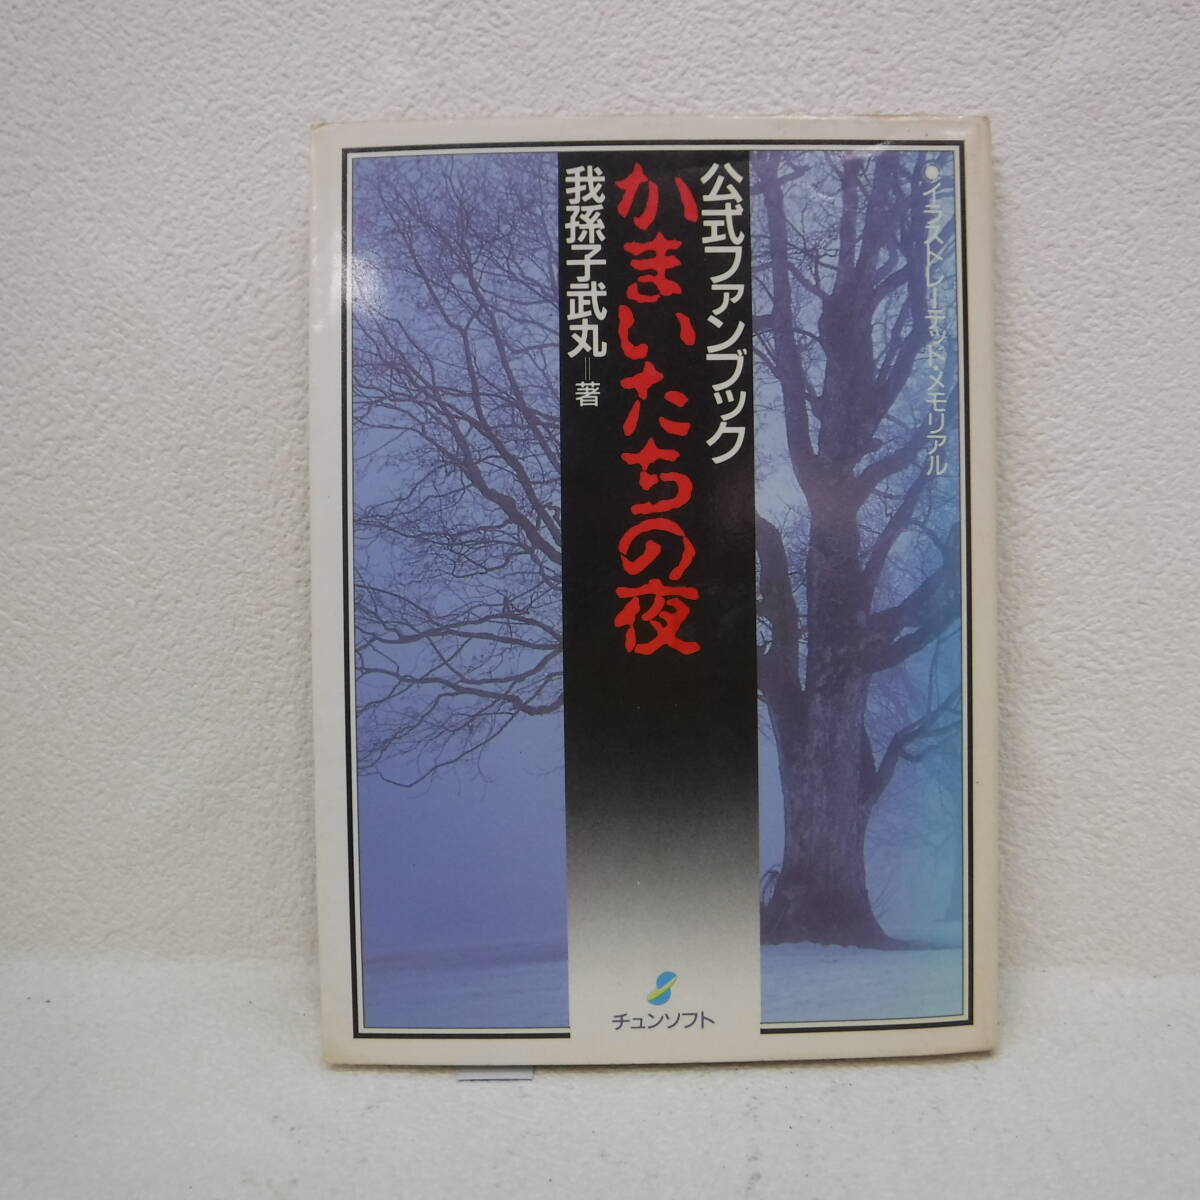 ●イラストレーテッド・メモリアル
公式ファンブック
かまいたちの夜
我孫子武丸＝著
チュンソフト